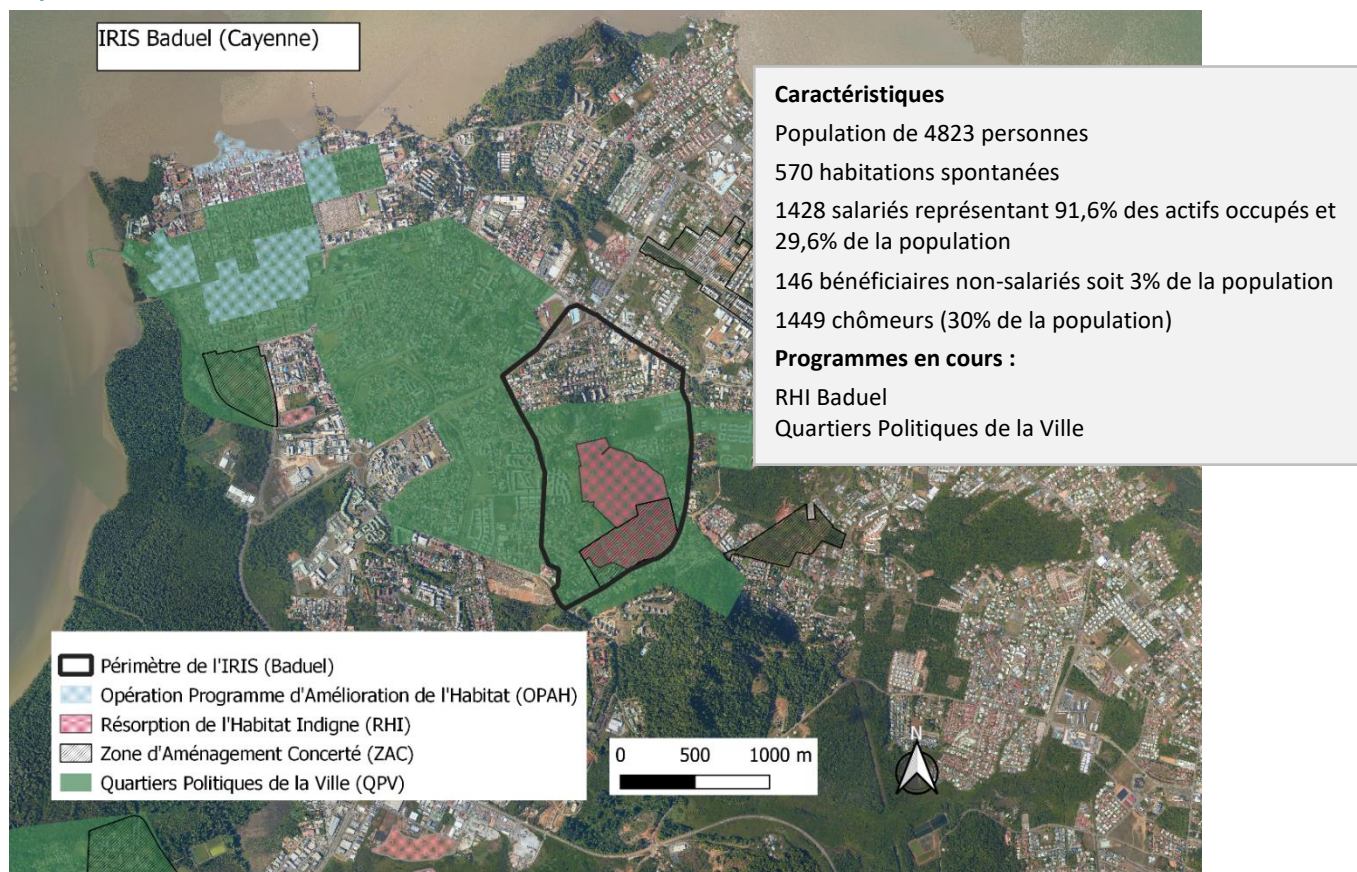 IRIS Baduel (Cayenne)
Caractéristiques
Population de 4823 personnes
570 habitations spontanées
1428 salariés représentant 91,6% des actifs occupés et
29,6% de la population
146 bénéficiaires non-salariés soit 3% de la population
1449 chômeurs (30% de la population)
Programmes en cours :
RHI Baduel
Quartiers Politiques de la Ville
Périmètre de l'IRIS (Baduel)
Opération Programme d'Amélioration de l'Habitat (OPAH)
Résorption de l'Habitat Indigne (RHI)
Zone d'Aménagement Concerté (ZAC)
Quartiers Politiques de la Ville (QPV)
0 500 1000 m
N